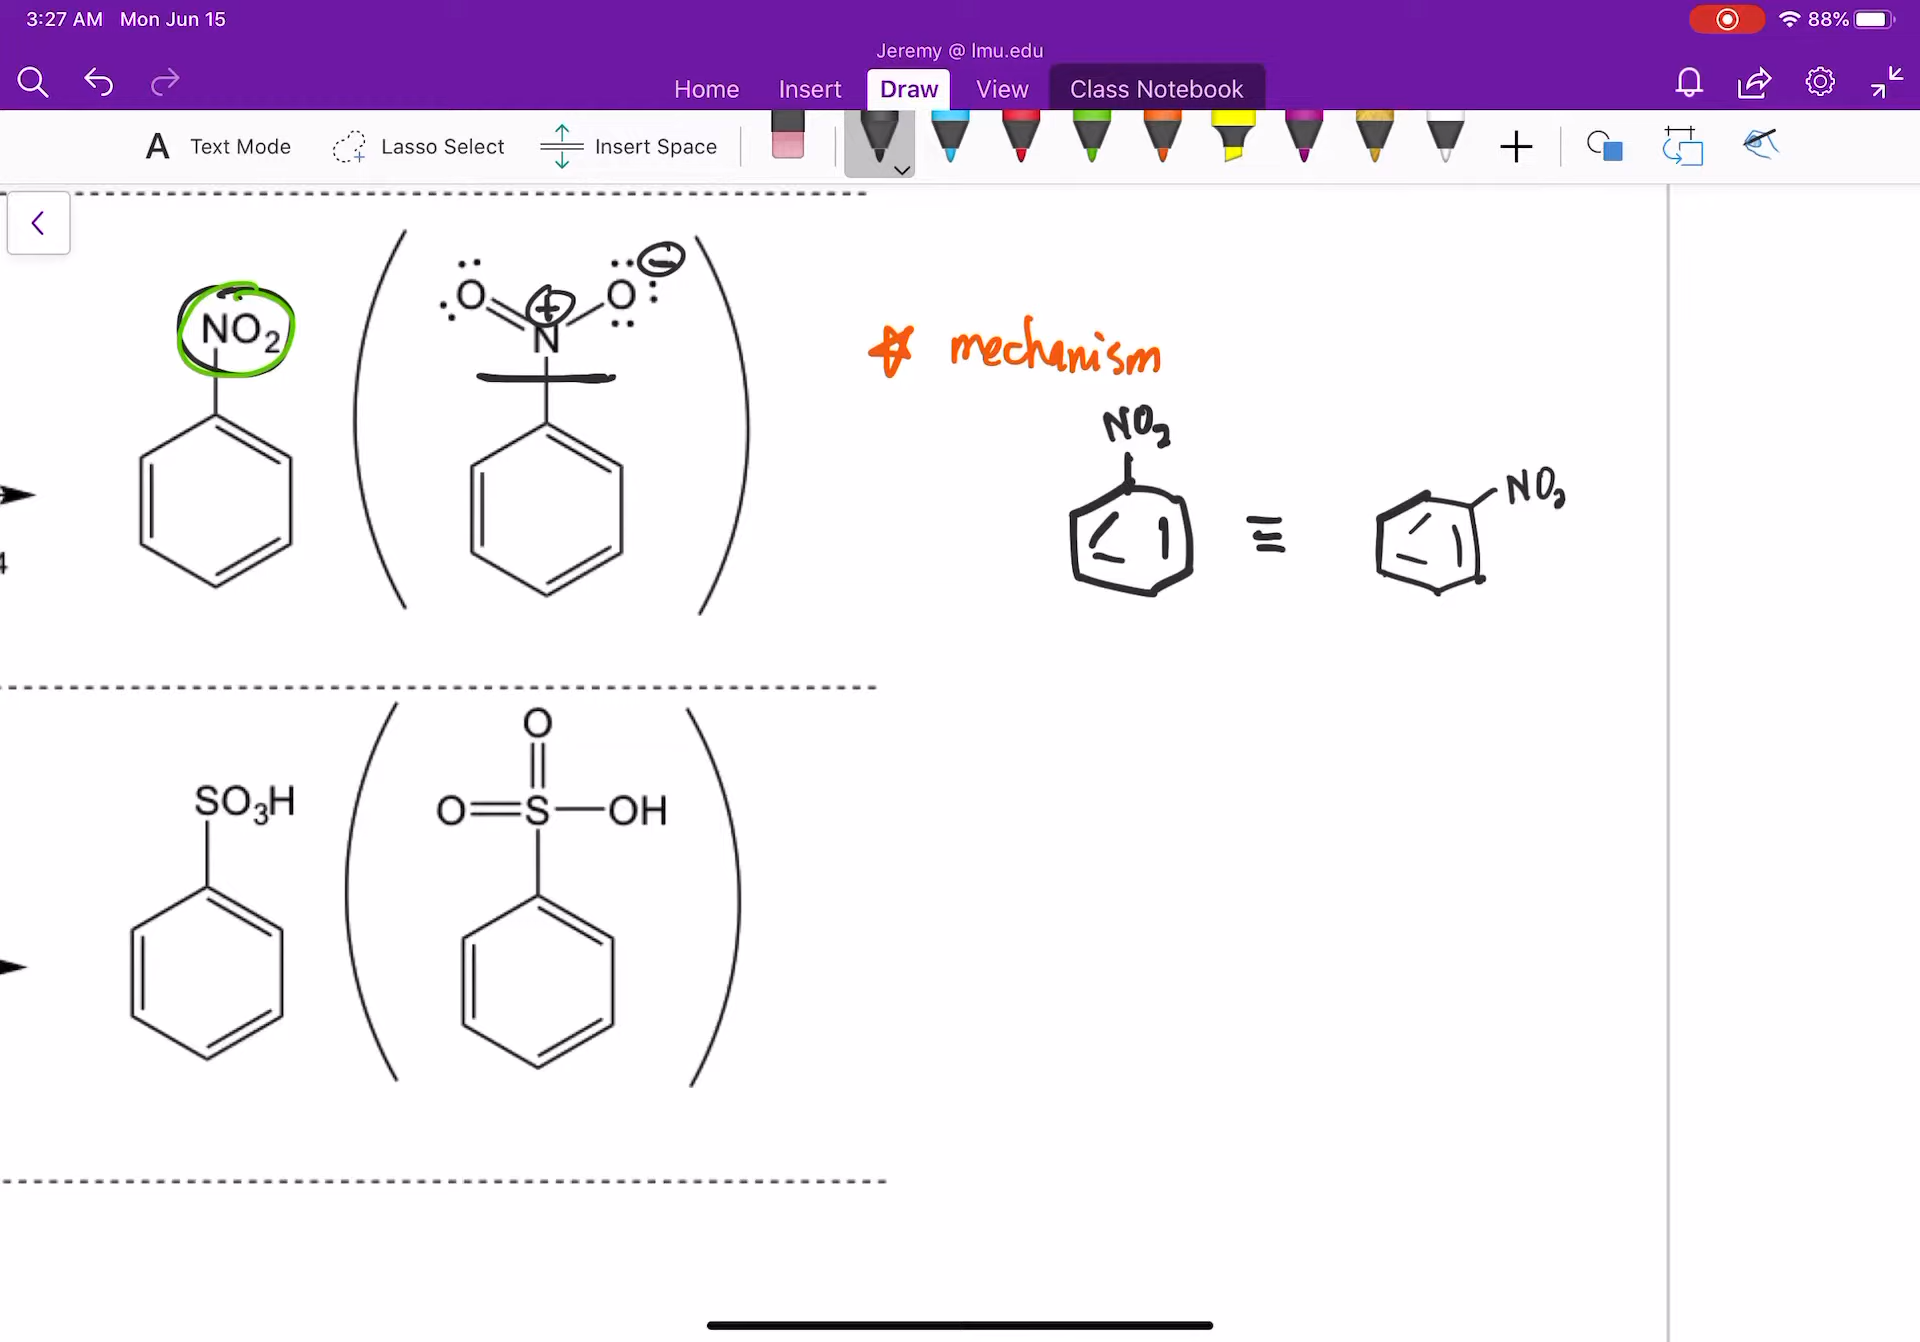 3:27 AM Mon Jun 15
88%
Jeremy @ lmu.edu
Home Insert Draw View Class Notebook
A Text Mode Lasso Select Insert Space
NO2
O + N O −
mechanism
NO2
≡
NO2
4
SO3H
O
O=S—OH